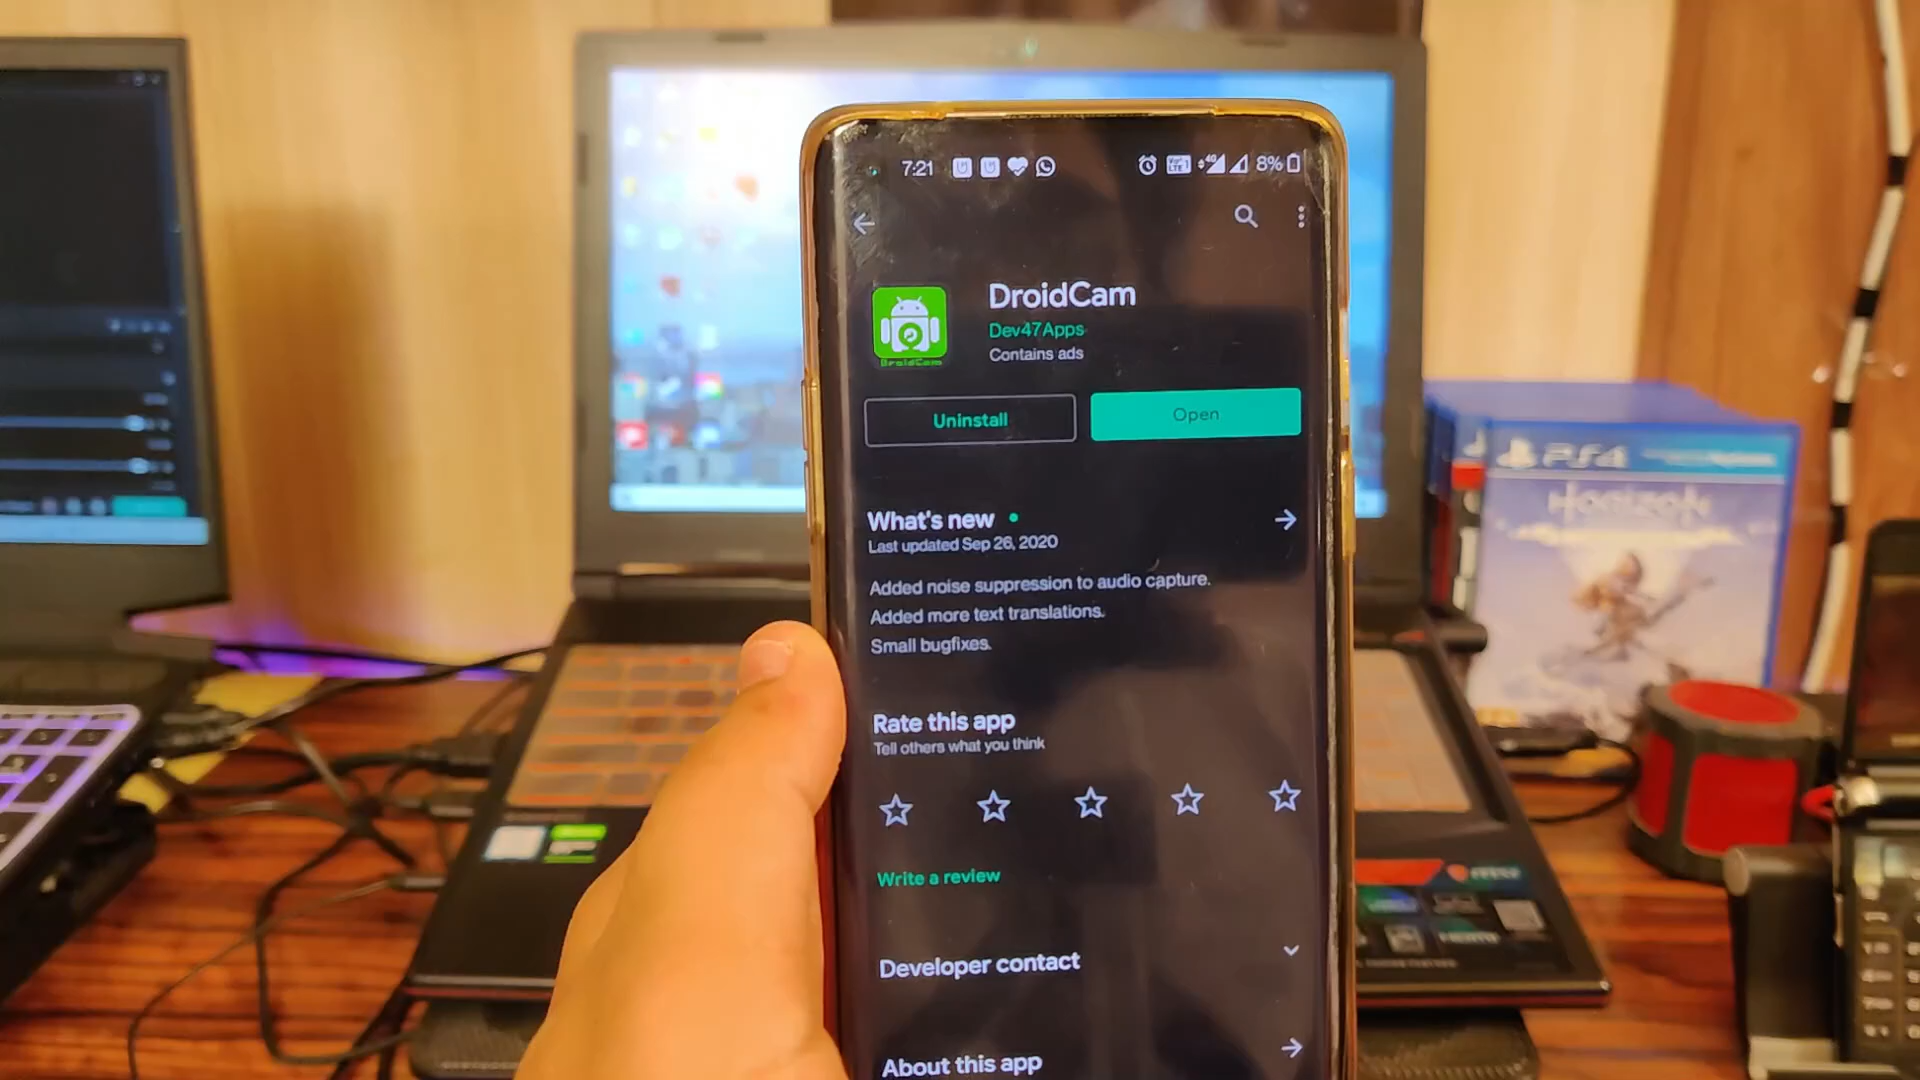 7:21
8%
DroidCam
Dev47Apps
Contains ads
DroidCam
Uninstall
Open
What's new
Last updated Sep 26, 2020
Added noise suppression to audio capture.
Added more text translations.
Small bugfixes.
Rate this app
Tell others what you think
Write a review
Developer contact
About this app
PS4
Horizon